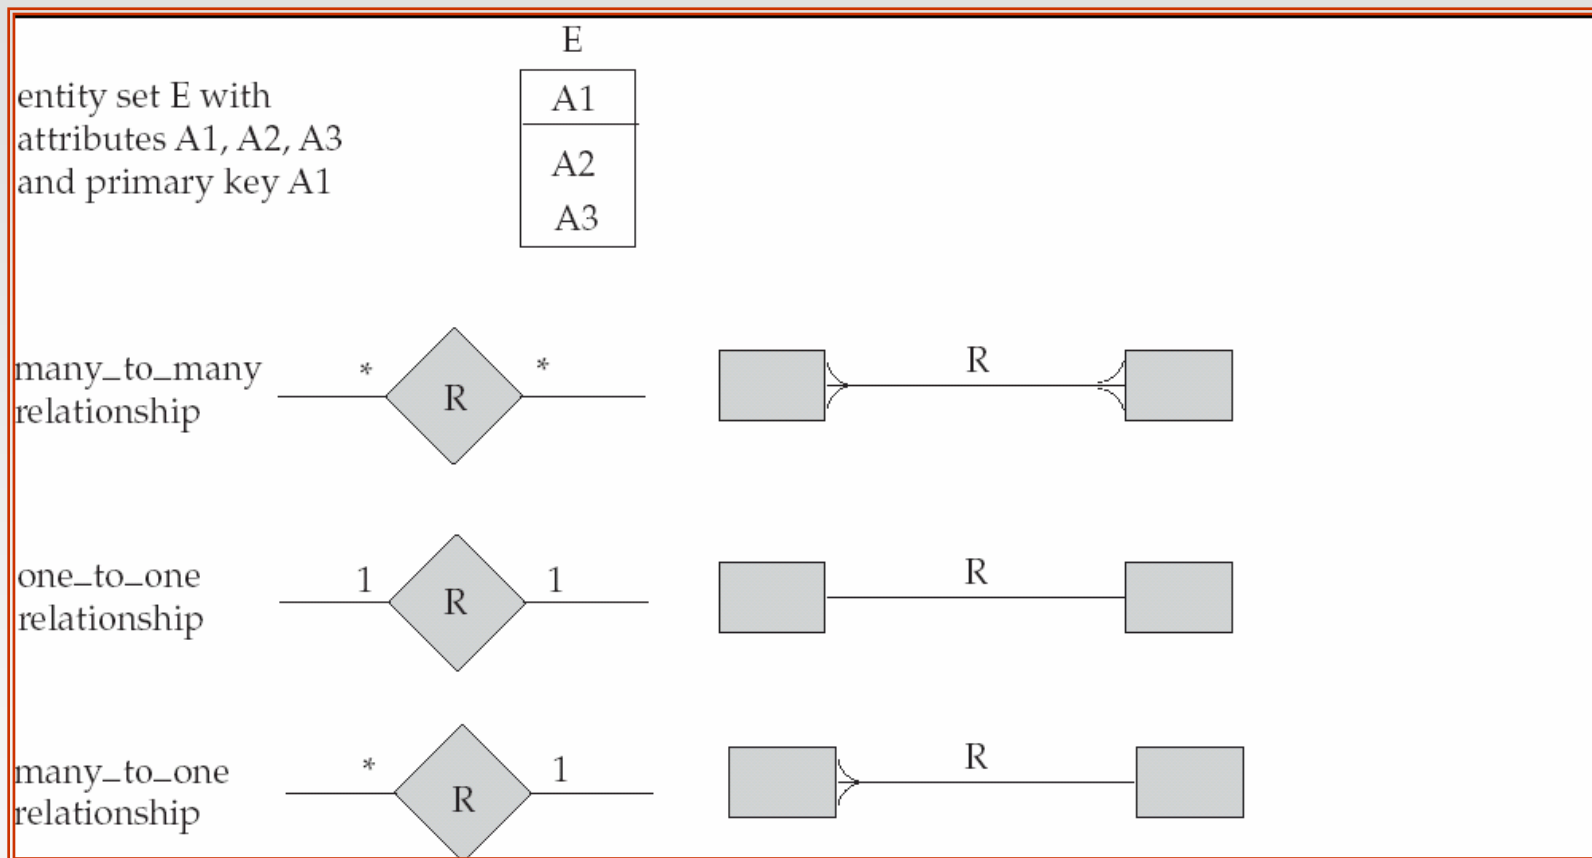 E
entity set E with
attributes A1, A2, A3
and primary key A1
A1
A2
A3
many_to_many
relationship
* R *
R
one_to_one
relationship
1 R 1
R
many_to_one
relationship
* R 1
R